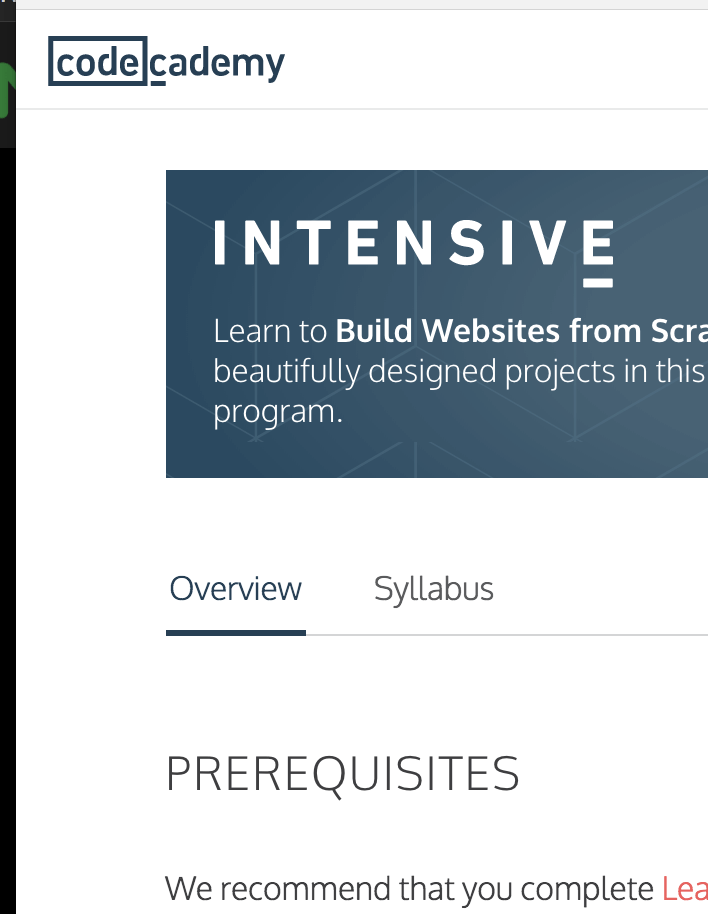 codecademy
INTENSIVE
Learn to Build Websites from Scra
beautifully designed projects in this
program.
Overview Syllabus
PREREQUISITES
We recommend that you complete Lea